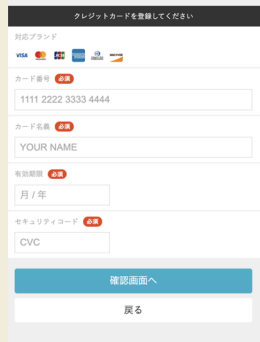 クレジットカードを登録してください
対応ブランド
VISA
カード番号 必須
1111 2222 3333 4444
カード名義 必須
YOUR NAME
有効期限 必須
月 / 年
セキュリティコード 必須
CVC
確認画面へ
戻る